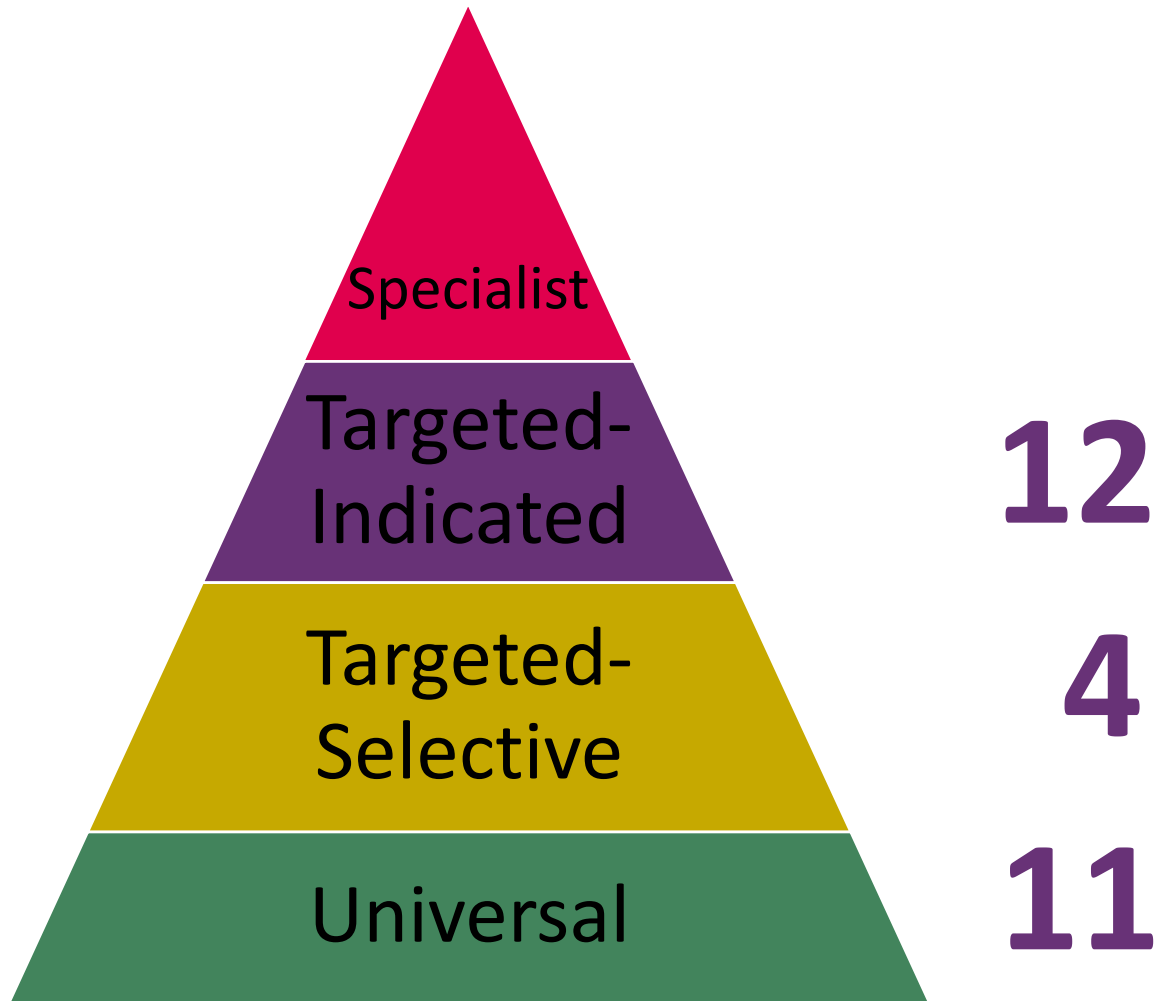 Specialist
Targeted-
Indicated
12
Targeted-
Selective
4
Universal
11